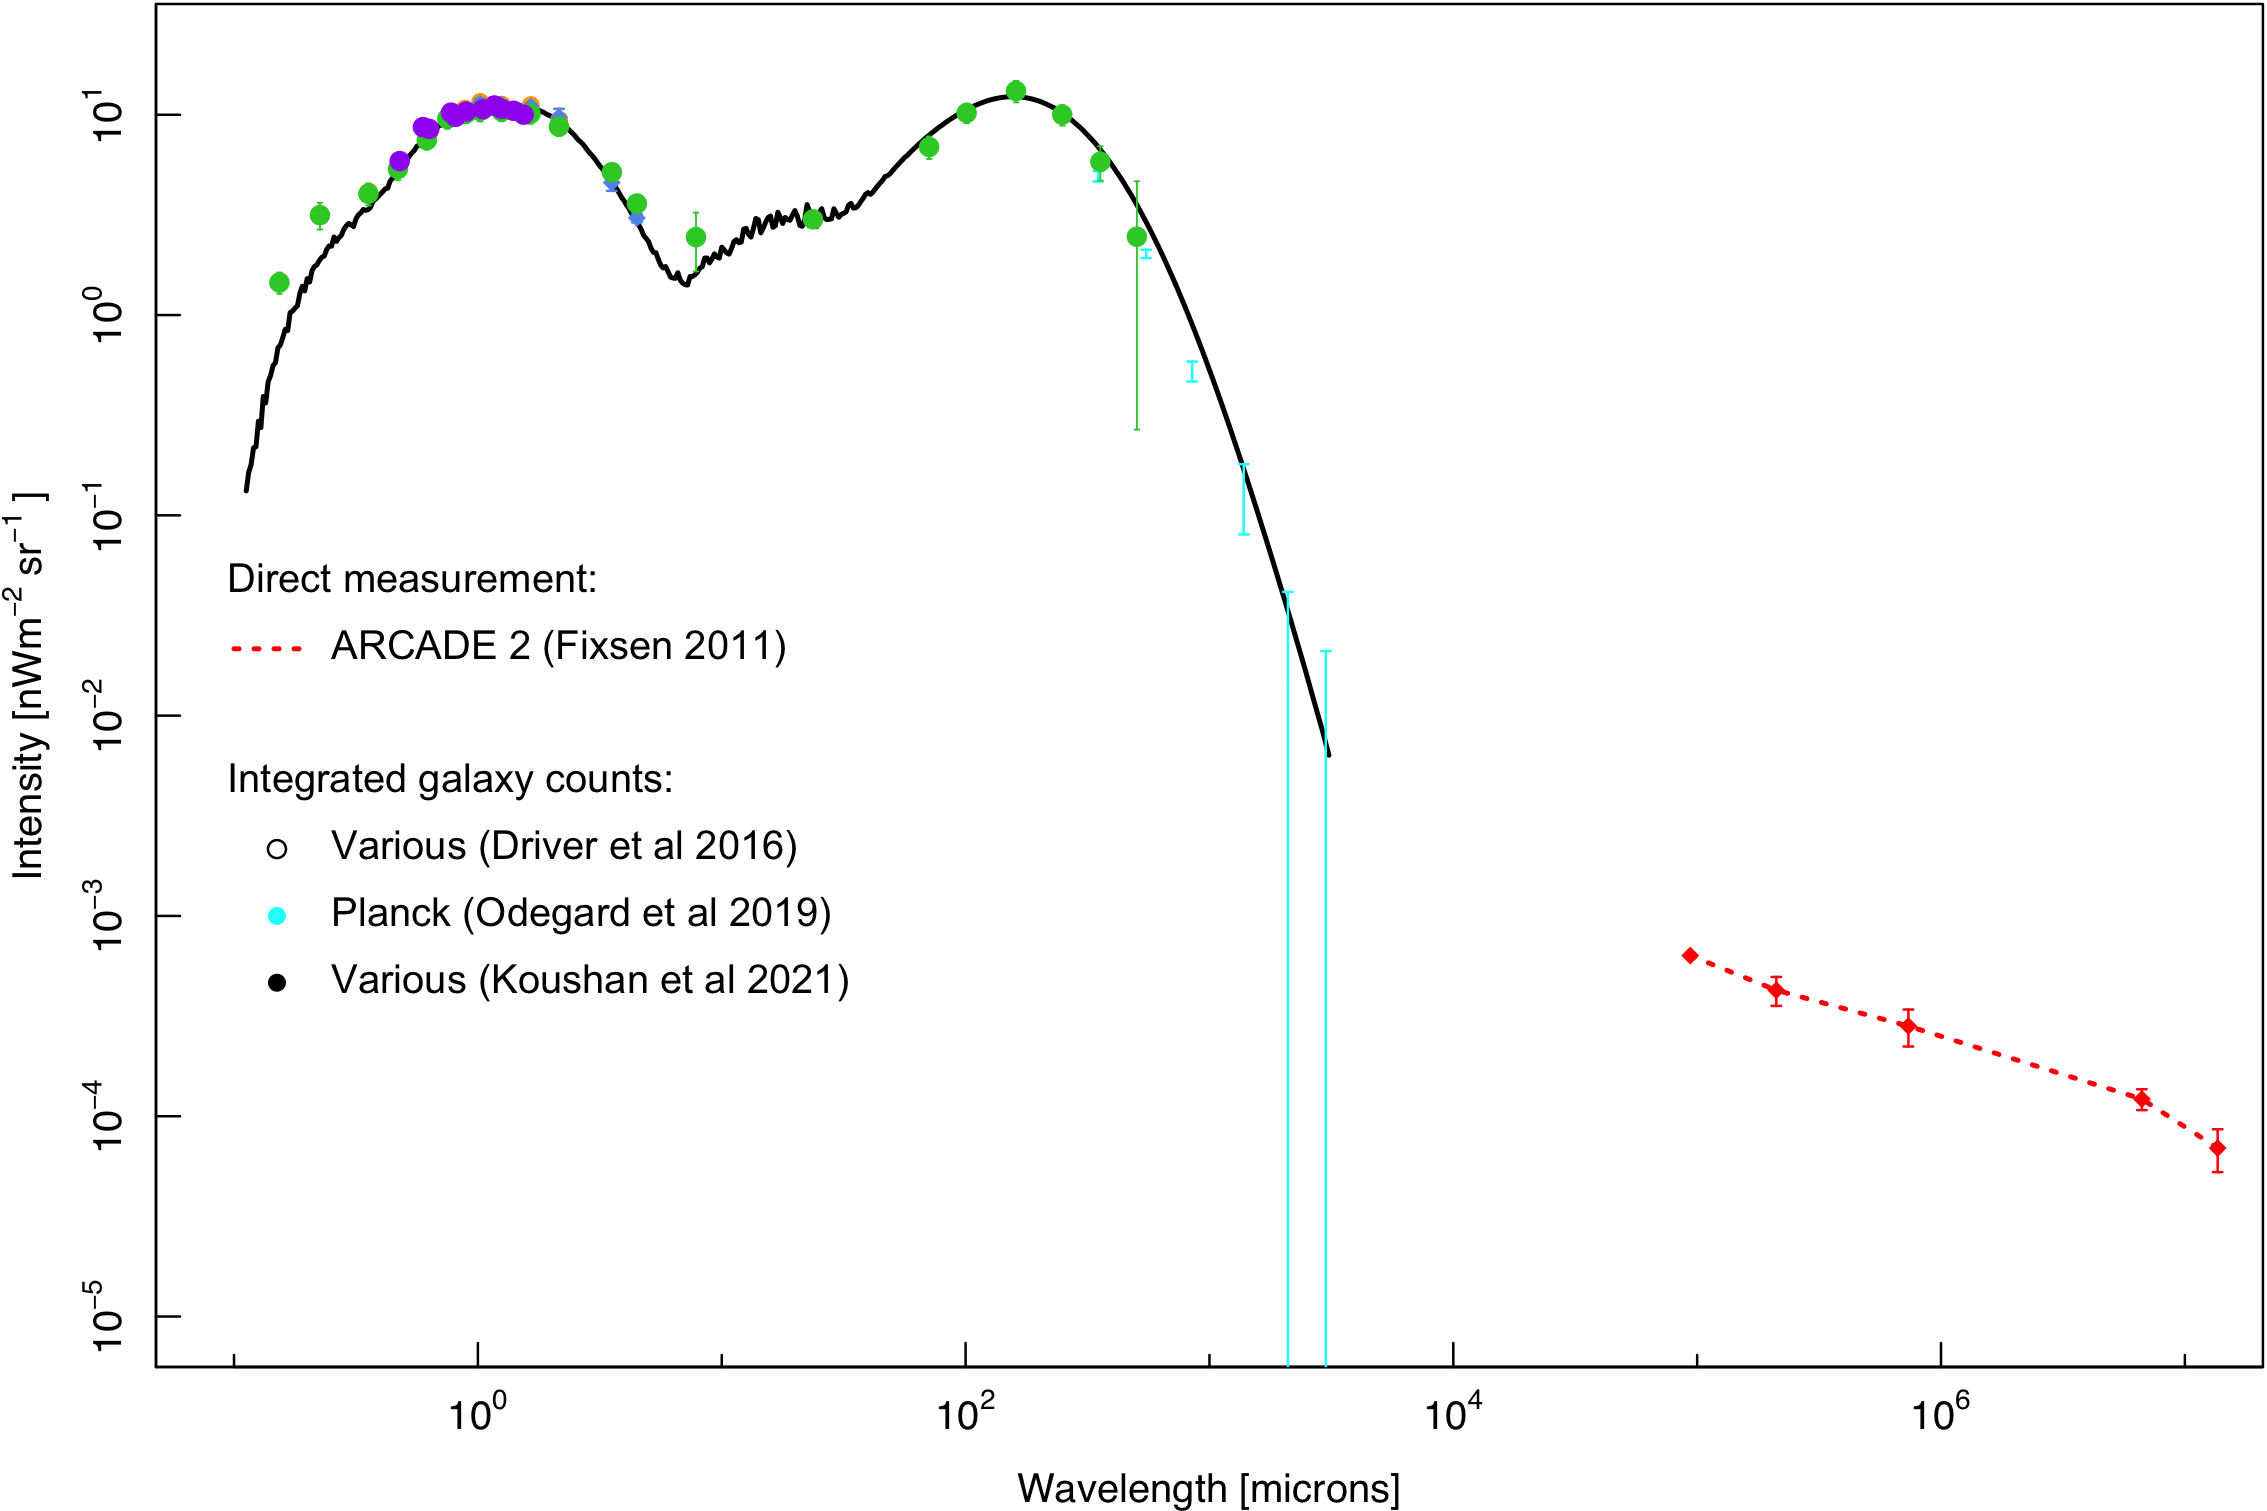 10¹
10⁰
10⁻¹
10⁻²
10⁻³
10⁻⁴
10⁻⁵
Intensity [nWm⁻² sr⁻¹ ]
Direct measurement:
ARCADE 2 (Fixsen 2011)
Integrated galaxy counts:
Various (Driver et al 2016)
Planck (Odegard et al 2019)
Various (Koushan et al 2021)
10⁰ 10² 10⁴ 10⁶
Wavelength [microns]